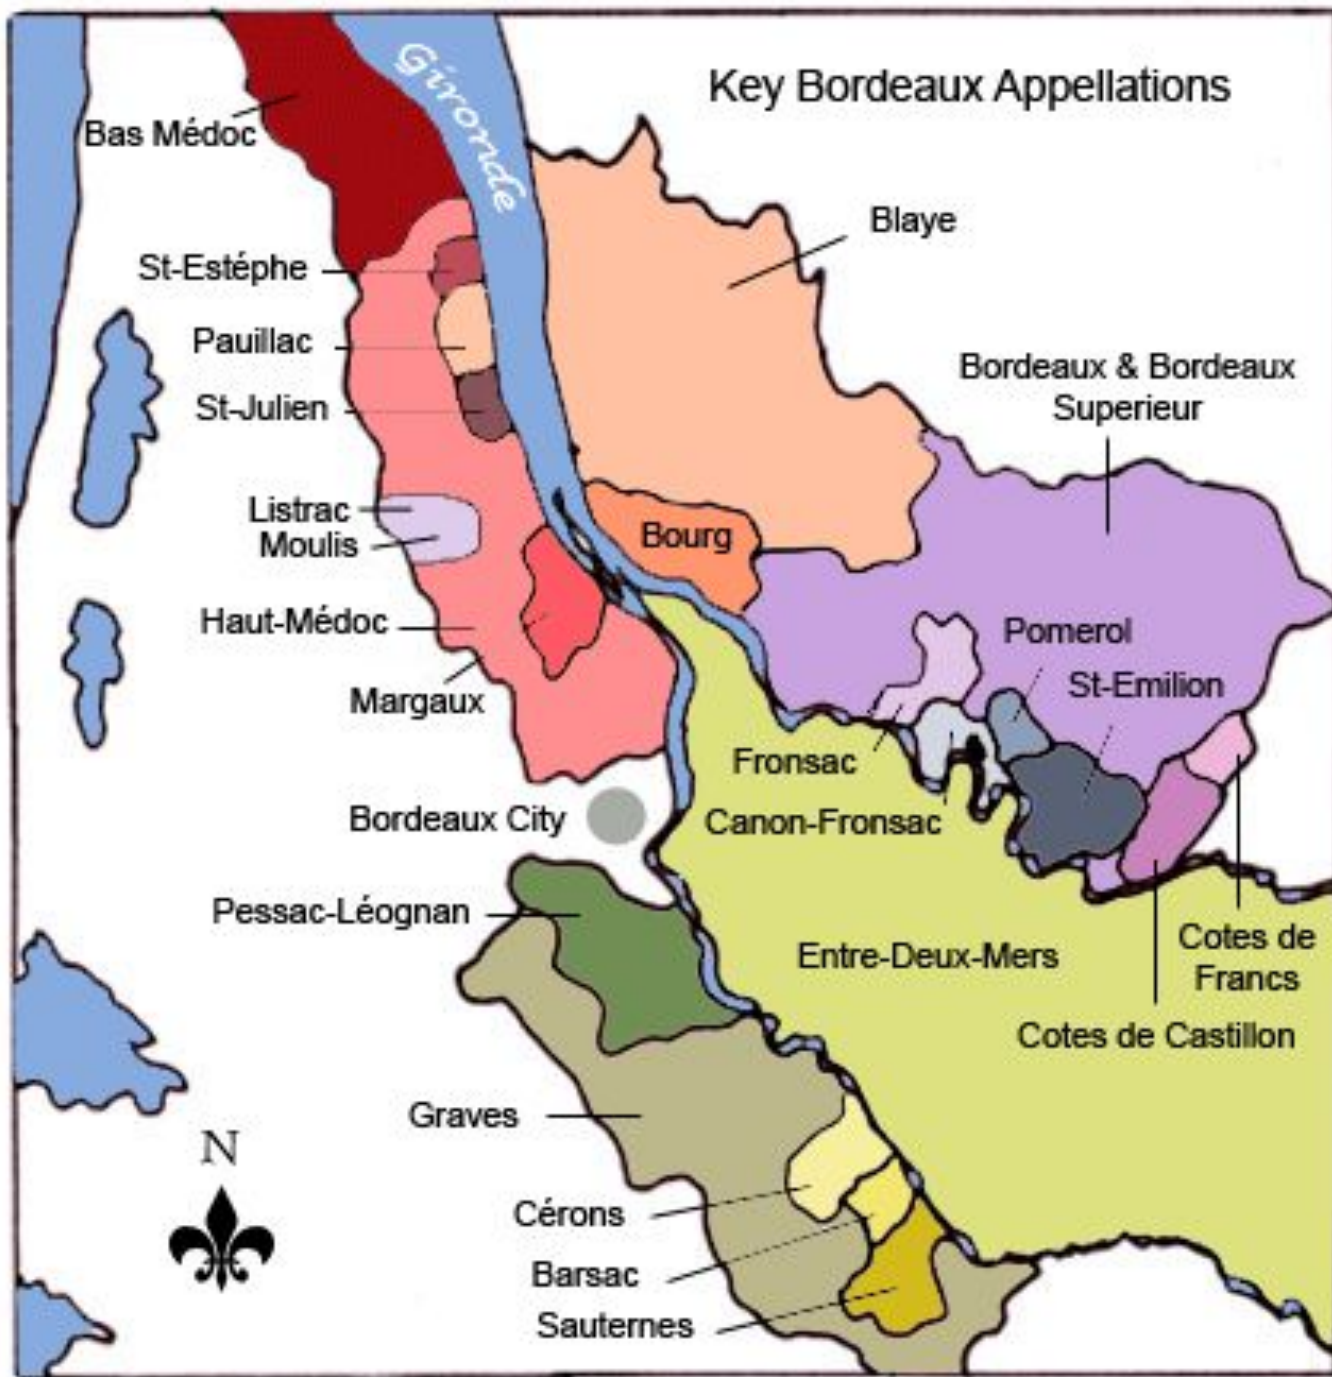 Key Bordeaux Appellations
Gironde
Bas Médoc
Blaye
St-Estéphe
Pauillac
St-Julien
Bordeaux & Bordeaux
Superieur
Listrac
Moulis
Bourg
Haut-Médoc
Margaux
Pomerol
St-Emilion
Fronsac
Canon-Fronsac
Bordeaux City
Pessac-Léognan
Entre-Deux-Mers
Cotes de
Francs
Cotes de Castillon
Graves
N
Cérons
Barsac
Sauternes